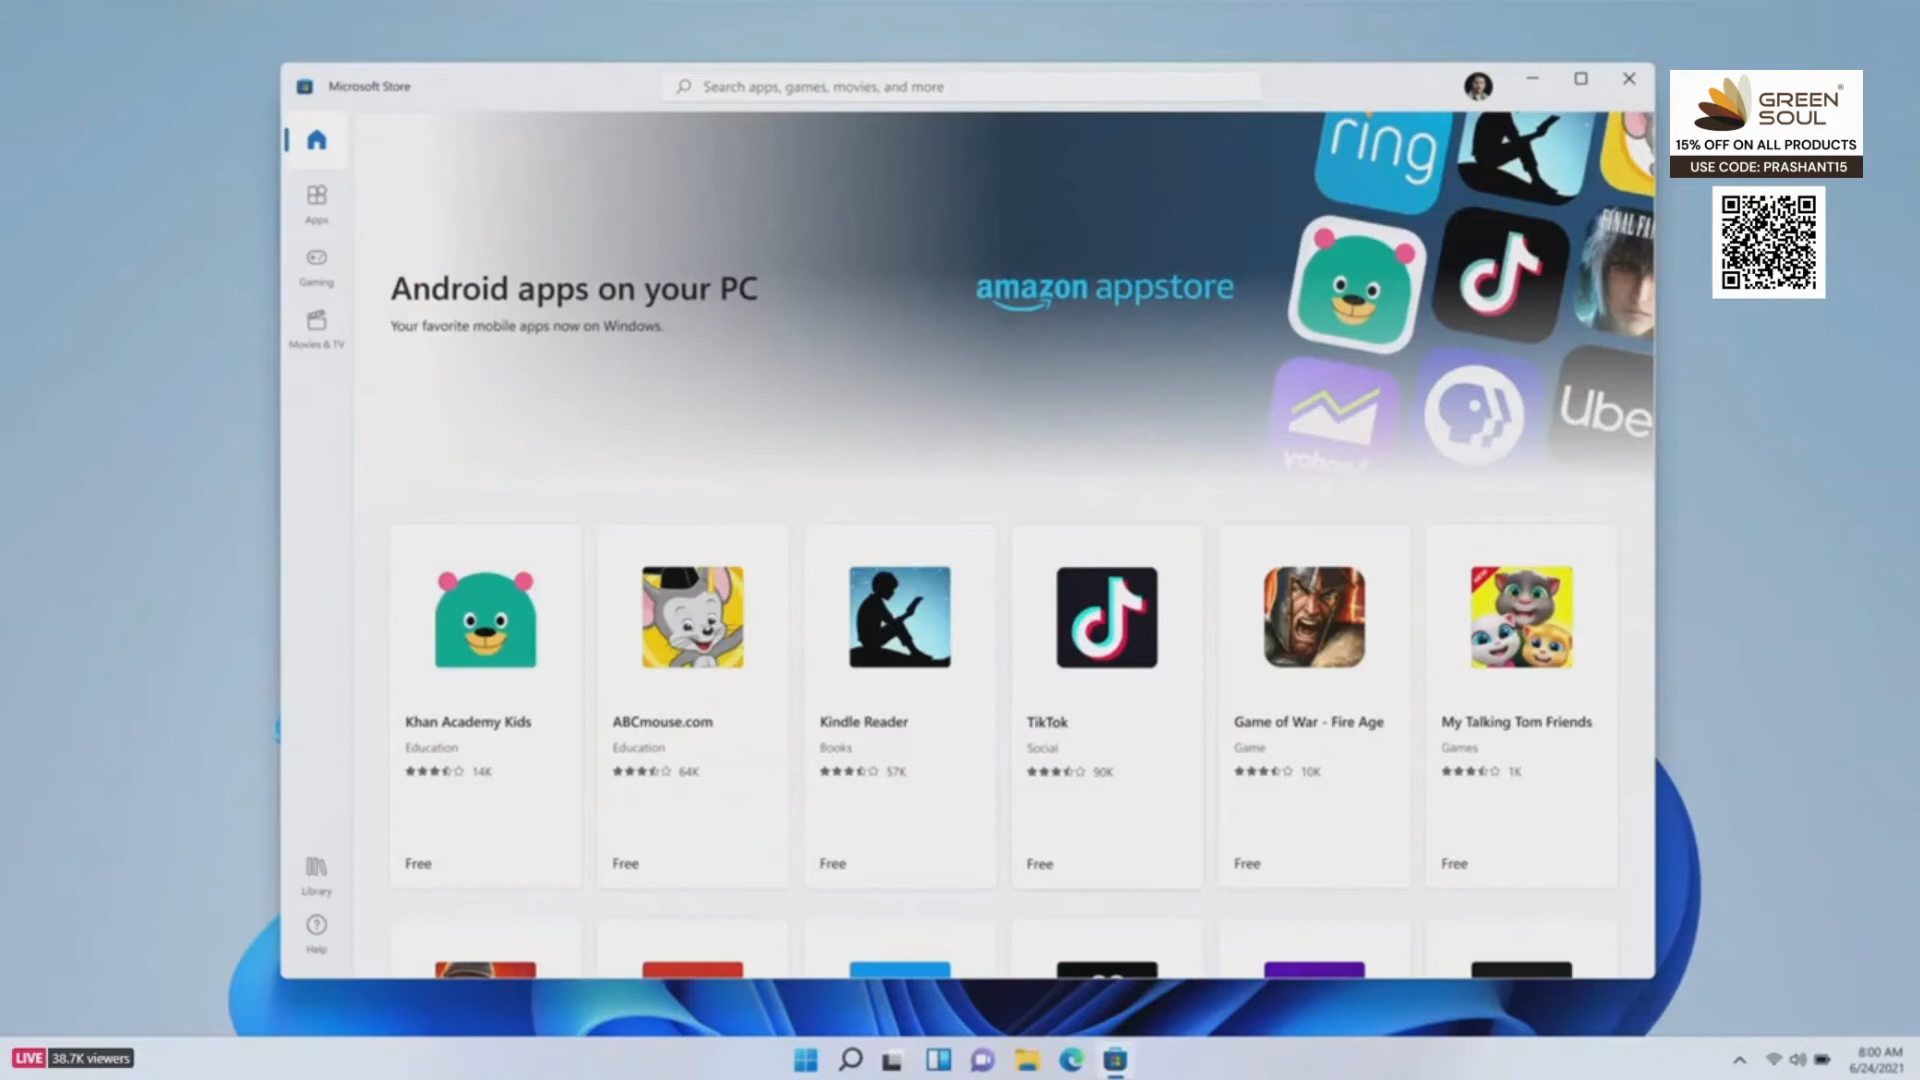 Microsoft Store
Search apps, games, movies, and more
GREEN SOUL®
15% OFF ON ALL PRODUCTS
USE CODE: PRASHANT15
Apps
Gaming
Movies & TV
Library
Help
Android apps on your PC
Your favorite mobile apps now on Windows.
amazon appstore
ring
FINAL FAN
yahoo!
Ube
Khan Academy Kids
Education
14K
Free
ABCmouse.com
Education
64K
Free
Kindle Reader
Books
57K
Free
TikTok
Social
90K
Free
Game of War - Fire Age
Game
10K
Free
NEW
My Talking Tom Friends
Games
1K
Free
LIVE 38.7K viewers
8:00 AM
6/24/2021